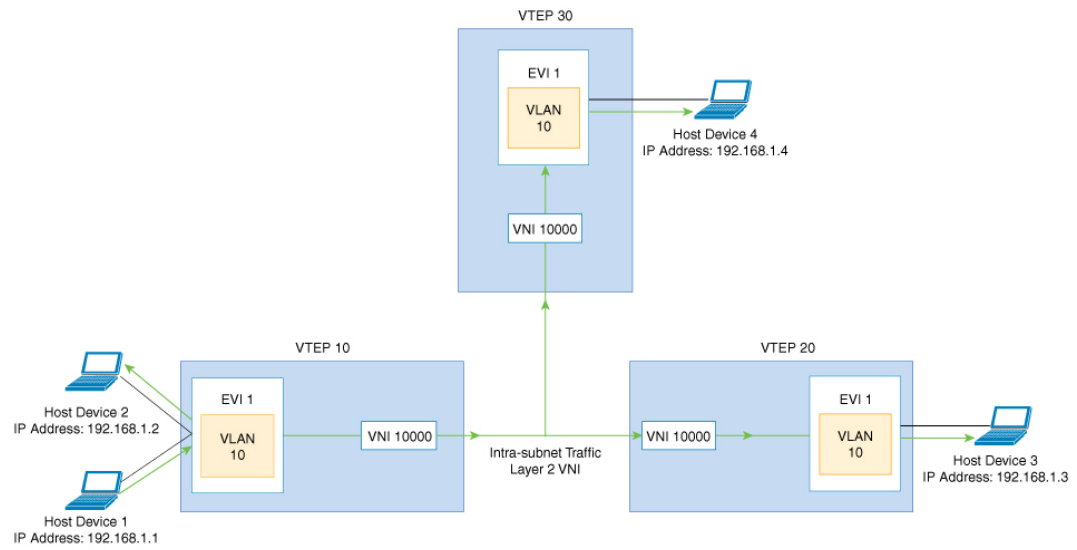 VTEP 30
EVI 1
VLAN
10
Host Device 4
IP Address: 192.168.1.4
VNI 10000
VTEP 10
VTEP 20
EVI 1
VLAN
10
VNI 10000
Host Device 2
IP Address: 192.168.1.2
Host Device 1
IP Address: 192.168.1.1
Intra-subnet Traffic
Layer 2 VNI
VNI 10000
EVI 1
VLAN
10
Host Device 3
IP Address: 192.168.1.3